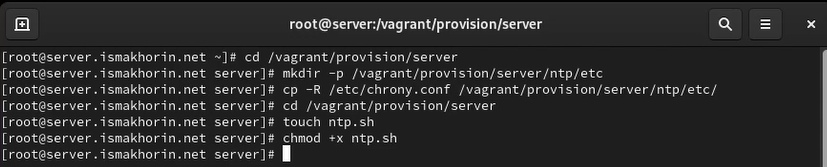 root@server:/vagrant/provision/server
[root@server.ismakhorin.net ~]# cd /vagrant/provision/server
[root@server.ismakhorin.net server]# mkdir -p /vagrant/provision/server/ntp/etc
[root@server.ismakhorin.net server]# cp -R /etc/chrony.conf /vagrant/provision/server/ntp/etc/
[root@server.ismakhorin.net server]# cd /vagrant/provision/server
[root@server.ismakhorin.net server]# touch ntp.sh
[root@server.ismakhorin.net server]# chmod +x ntp.sh
[root@server.ismakhorin.net server]#